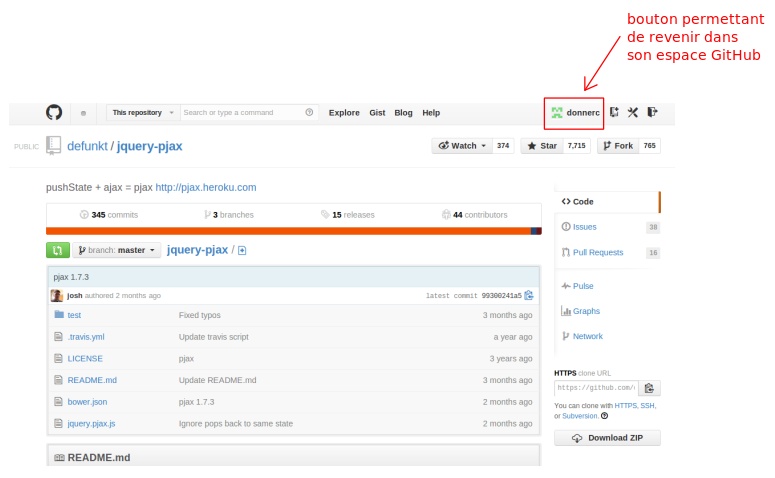 bouton permettant
de revenir dans
son espace GitHub
This repository Search or type a command Explore Gist Blog Help donnerc
PUBLIC defunkt / jquery-pjax Watch 374 Star 7,715 Fork 765
pushState + ajax = pjax http://pjax.heroku.com
345 commits 3 branches 15 releases 44 contributors
branch: master jquery-pjax /
pjax 1.7.3
josh authored 2 months ago latest commit 99300241a5
test Fixed typos 3 months ago
.travis.yml Update travis script a year ago
LICENSE pjax 3 years ago
README.md Update README.md 3 months ago
bower.json pjax 1.7.3 2 months ago
jquery.pjax.js Ignore pops back to same state 2 months ago
README.md
Code
Issues 38
Pull Requests 16
Pulse
Graphs
Network
HTTPS clone URL
https://github.com/
You can clone with HTTPS, SSH,
or Subversion.
Download ZIP